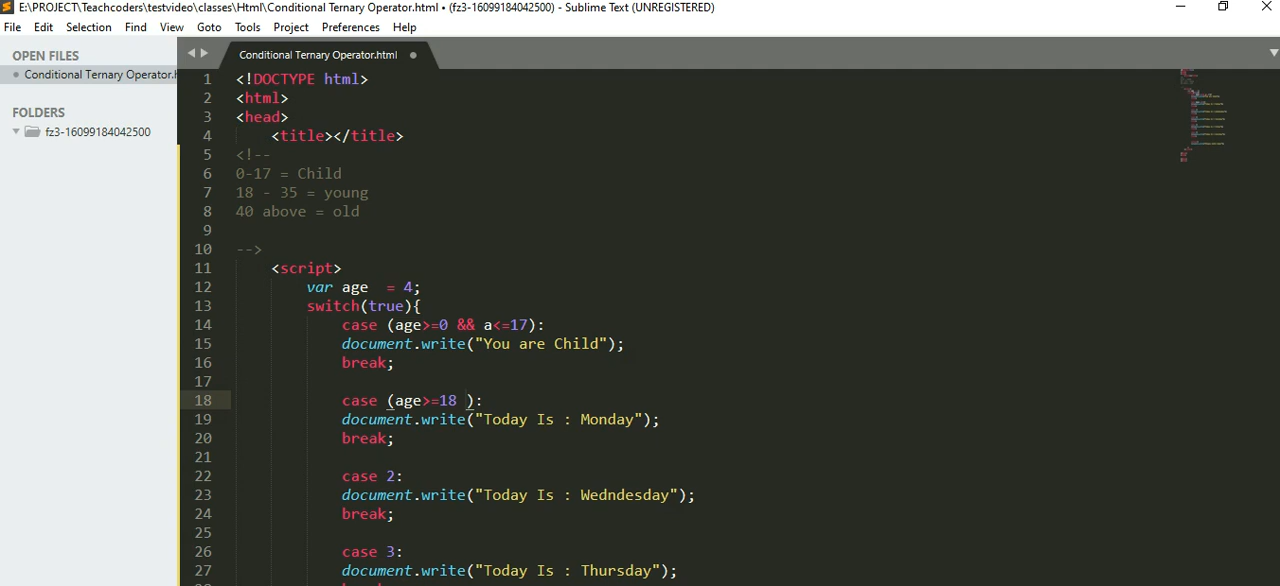 E:\PROJECT\Teachcoders\testvideo\classes\Html\Conditional Ternary Operator.html • (fz3-16099184042500) - Sublime Text (UNREGISTERED)
File Edit Selection Find View Goto Tools Project Preferences Help
OPEN FILES
Conditional Ternary Operator.h
FOLDERS
fz3-16099184042500
Conditional Ternary Operator.html
1 <!DOCTYPE html>
2 <html>
3 <head>
4 <title></title>
5 <!--
6 0-17 = Child
7 18 - 35 = young
8 40 above = old
9
10 -->
11 <script>
12 var age  = 4;
13 switch(true){
14 case (age>=0 && a<=17):
15 document.write("You are Child");
16 break;
17
18 case (age>=18 ):
19 document.write("Today Is : Monday");
20 break;
21
22 case 2:
23 document.write("Today Is : Wedndesday");
24 break;
25
26 case 3:
27 document.write("Today Is : Thursday");